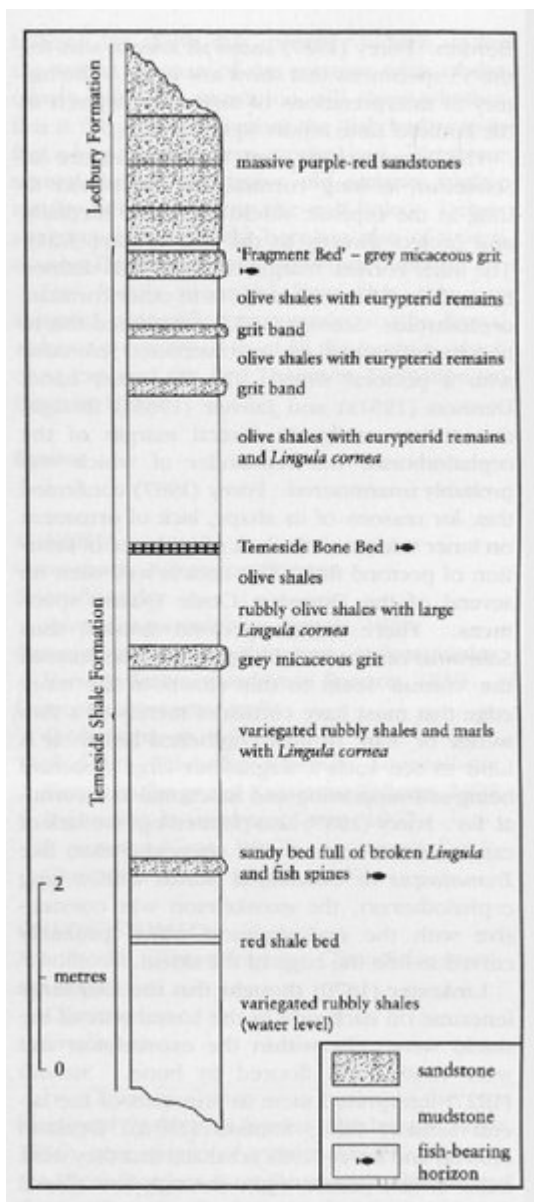 Ledbury Formation
massive purple-red sandstones
'Fragment Bed' – grey micaceous grit
olive shales with eurypterid remains
grit band
olive shales with eurypterid remains
grit band
olive shales with eurypterid remains
and Lingula cornea
Temeside Shale Formation
Temeside Bone Bed
olive shales
rubbly olive shales with large
Lingula cornea
grey micaceous grit
variegated rubbly shales and marls
with Lingula cornea
sandy bed full of broken Lingula
and fish spines
2
red shale bed
metres
variegated rubbly shales
(water level)
0
sandstone
mudstone
fish-bearing
horizon